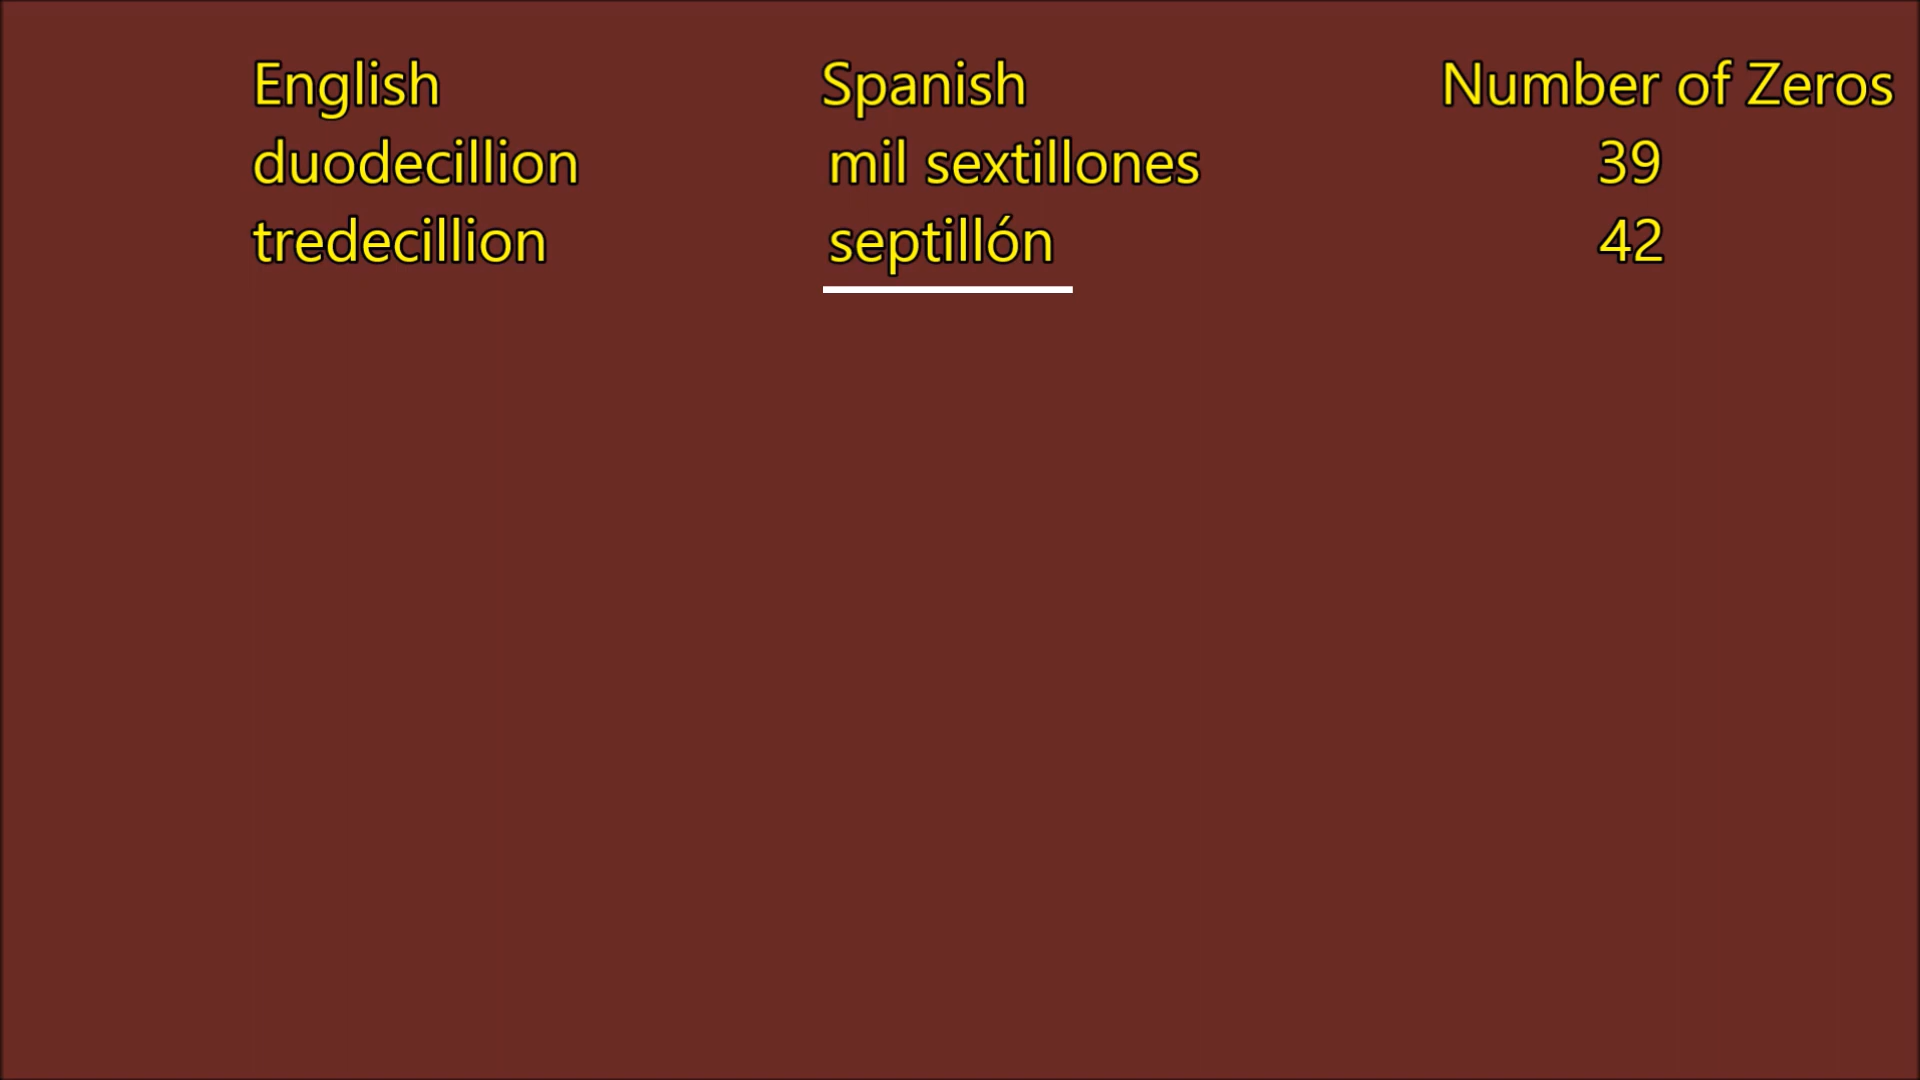 English Spanish Number of Zeros
duodecillion mil sextillones 39
tredecillion septillón 42